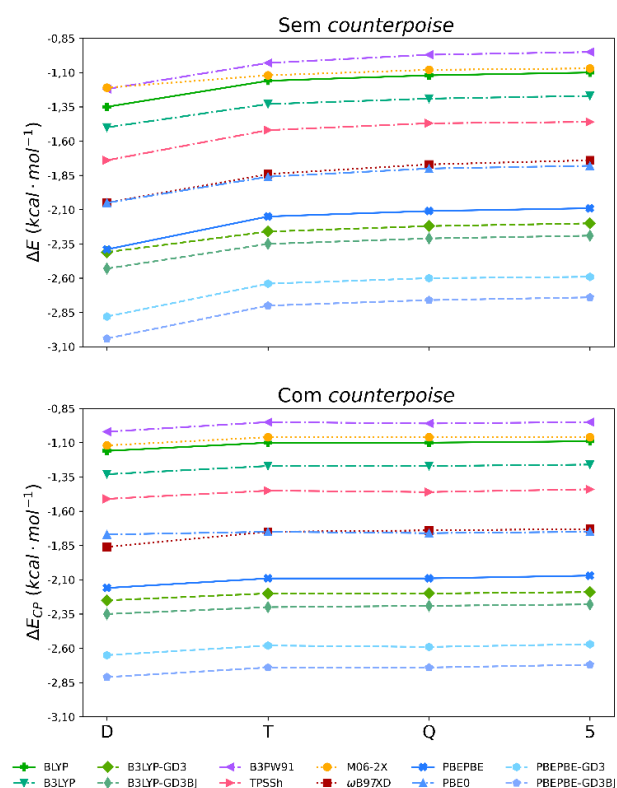 Sem counterpoise
-0,85
-1,10
-1,35
-1,60
-1,85
-2,10
-2,35
-2,60
-2,85
-3,10
ΔE (kcal · mol⁻¹)
Com counterpoise
-0,85
-1,10
-1,35
-1,60
-1,85
-2,10
-2,35
-2,60
-2,85
-3,10
ΔE_CP (kcal · mol⁻¹)
D T Q 5
BLYP B3LYP-GD3 B3PW91 M06-2X PBEPBE PBEPBE-GD3
B3LYP B3LYP-GD3BJ TPSSh ωB97XD PBE0 PBEPBE-GD3BJ